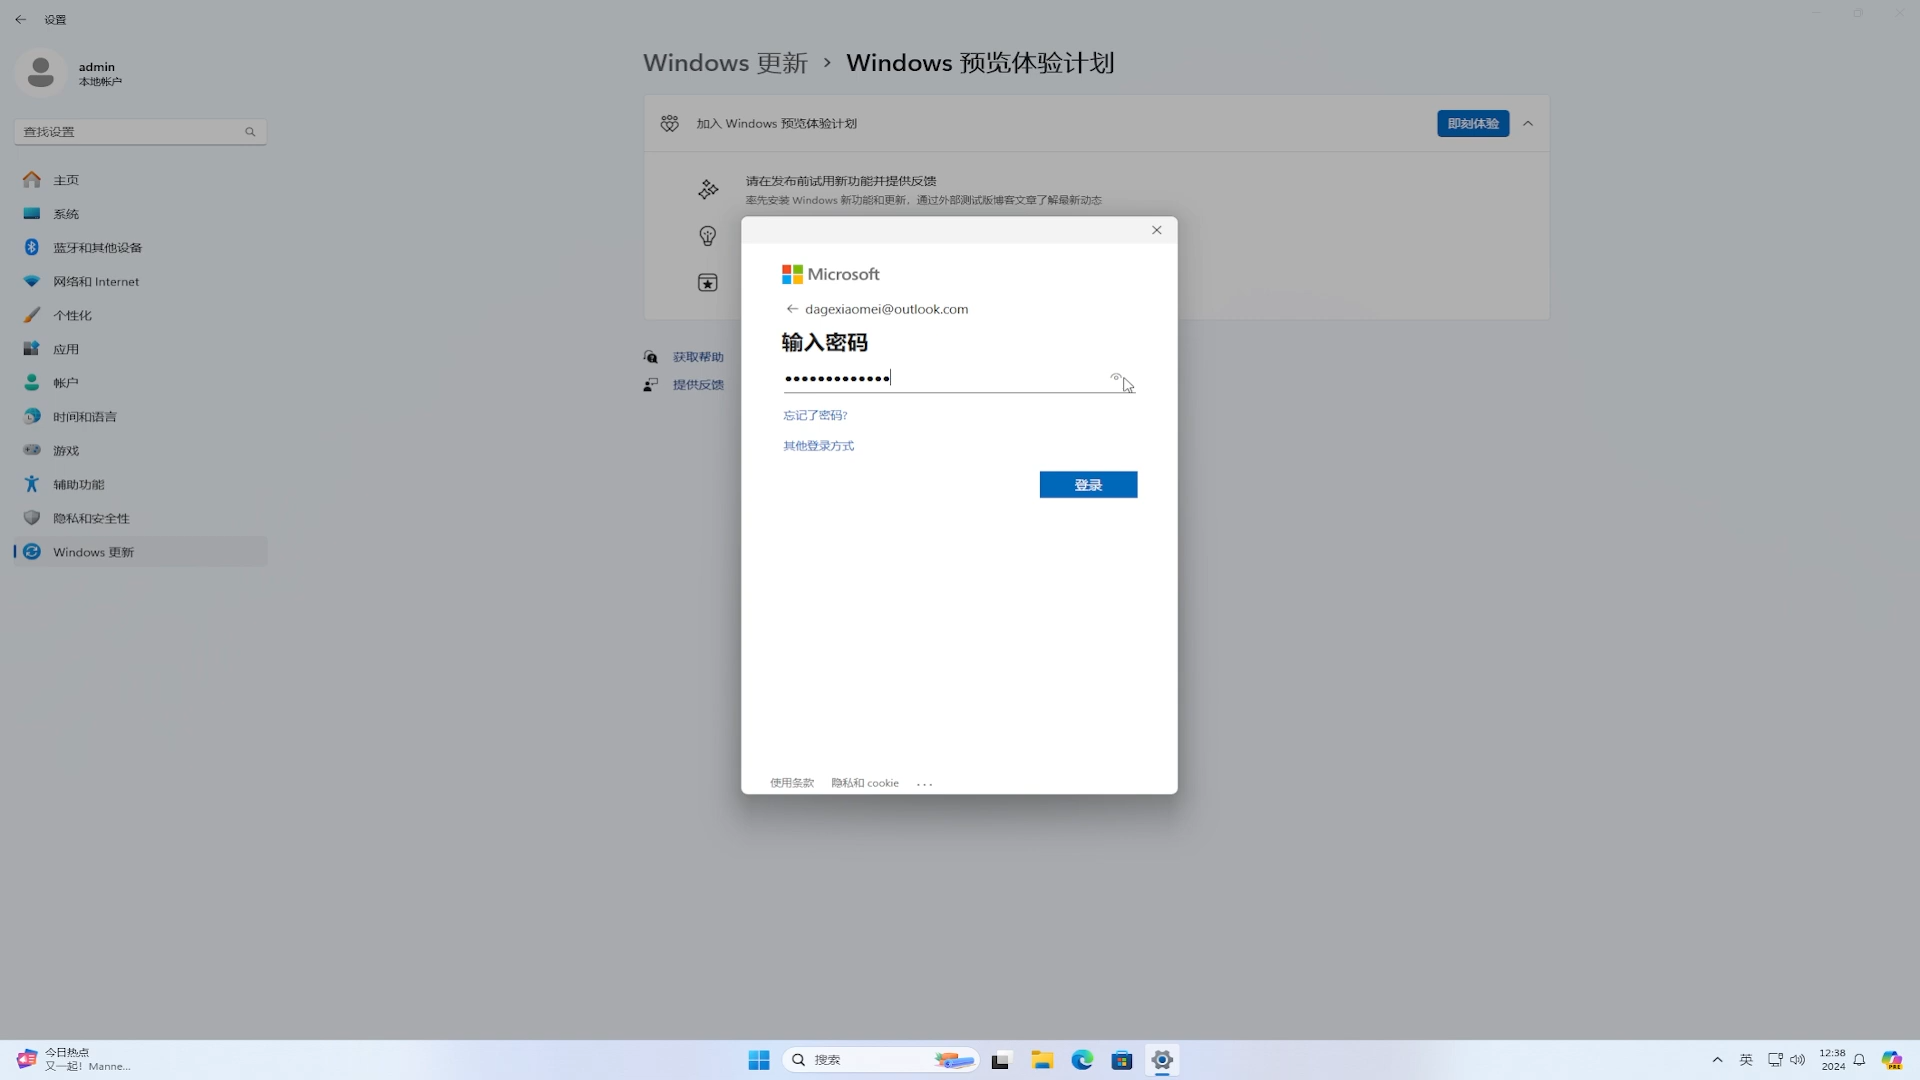 设置
admin
本地帐户
查找设置
主页
系统
蓝牙和其他设备
网络和 Internet
个性化
应用
帐户
时间和语言
游戏
辅助功能
隐私和安全性
Windows 更新
Windows 更新 › Windows 预览体验计划
加入 Windows 预览体验计划
即刻体验
请在发布前试用新功能并提供反馈
率先安装 Windows 新功能和更新，通过外部测试版博客文章了解最新动态
获取帮助
提供反馈
Microsoft
dagexiaomei@outlook.com
输入密码
•••••••••••••
忘记了密码?
其他登录方式
登录
使用条款 隐私和 cookie ...
今日热点
又一起！Manne...
搜索
英
12:38
2024
PRE